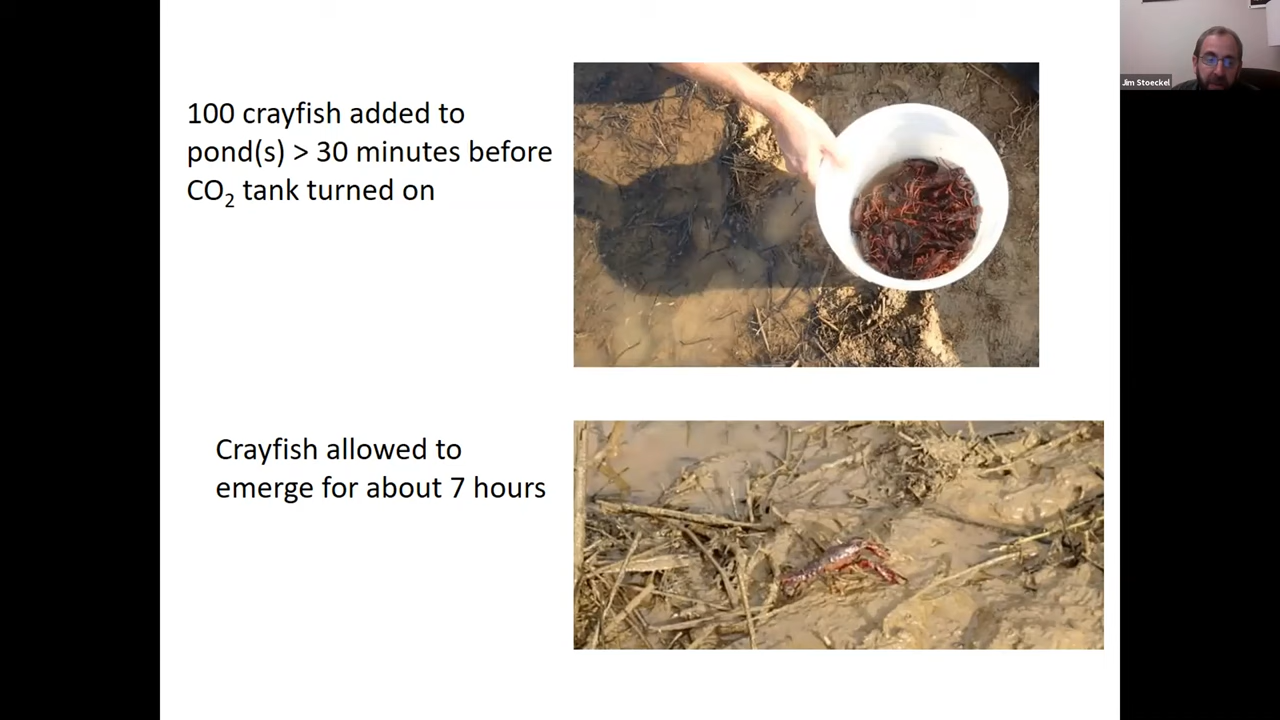 100 crayfish added to
pond(s) > 30 minutes before
CO₂ tank turned on
Crayfish allowed to
emerge for about 7 hours
Jim Stoeckel